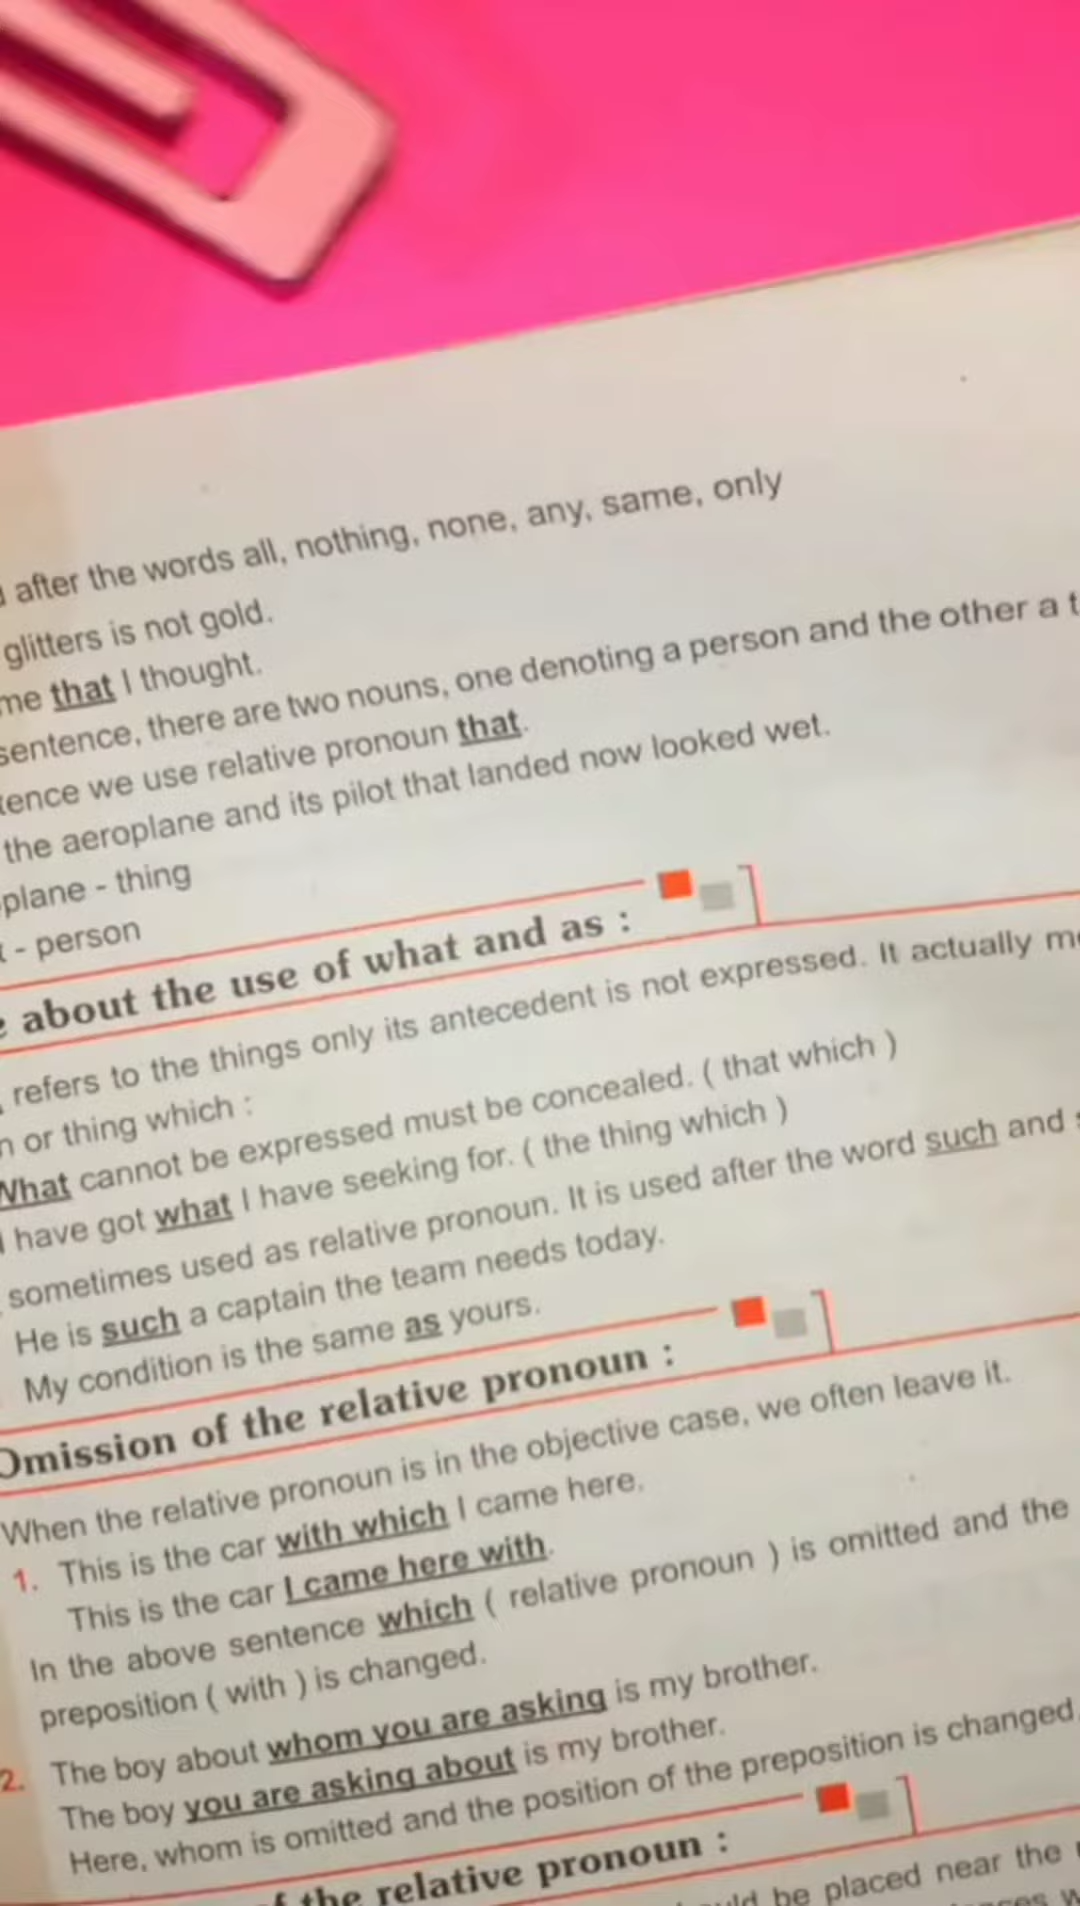 after the words all, nothing, none, any, same, only
glitters is not gold.
me that I thought.
sentence, there are two nouns, one denoting a person and the other a t
tence we use relative pronoun that.
the aeroplane and its pilot that landed now looked wet.
plane - thing
t - person
e about the use of what and as :
refers to the things only its antecedent is not expressed. It actually me
n or thing which :
What cannot be expressed must be concealed. ( that which )
I have got what I have seeking for. ( the thing which )
sometimes used as relative pronoun. It is used after the word such and s
He is such a captain the team needs today.
My condition is the same as yours.
Omission of the relative pronoun :
When the relative pronoun is in the objective case, we often leave it.
1. This is the car with which I came here.
This is the car I came here with.
In the above sentence which ( relative pronoun ) is omitted and the
preposition ( with ) is changed.
2. The boy about whom you are asking is my brother.
The boy you are asking about is my brother.
Here, whom is omitted and the position of the preposition is changed.
f the relative pronoun :
uld be placed near the